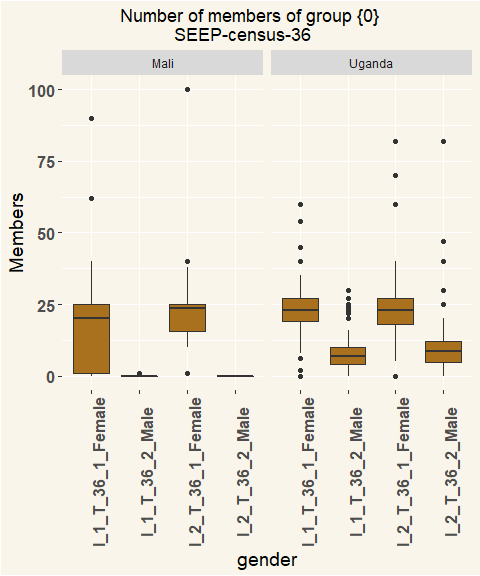 Number of members of group {0}
SEEP-census-36
Mali
Uganda
Members
100
75
50
25
0
I_1_T_36_1_Female
I_1_T_36_2_Male
I_2_T_36_1_Female
I_2_T_36_2_Male
I_1_T_36_1_Female
I_1_T_36_2_Male
I_2_T_36_1_Female
I_2_T_36_2_Male
gender